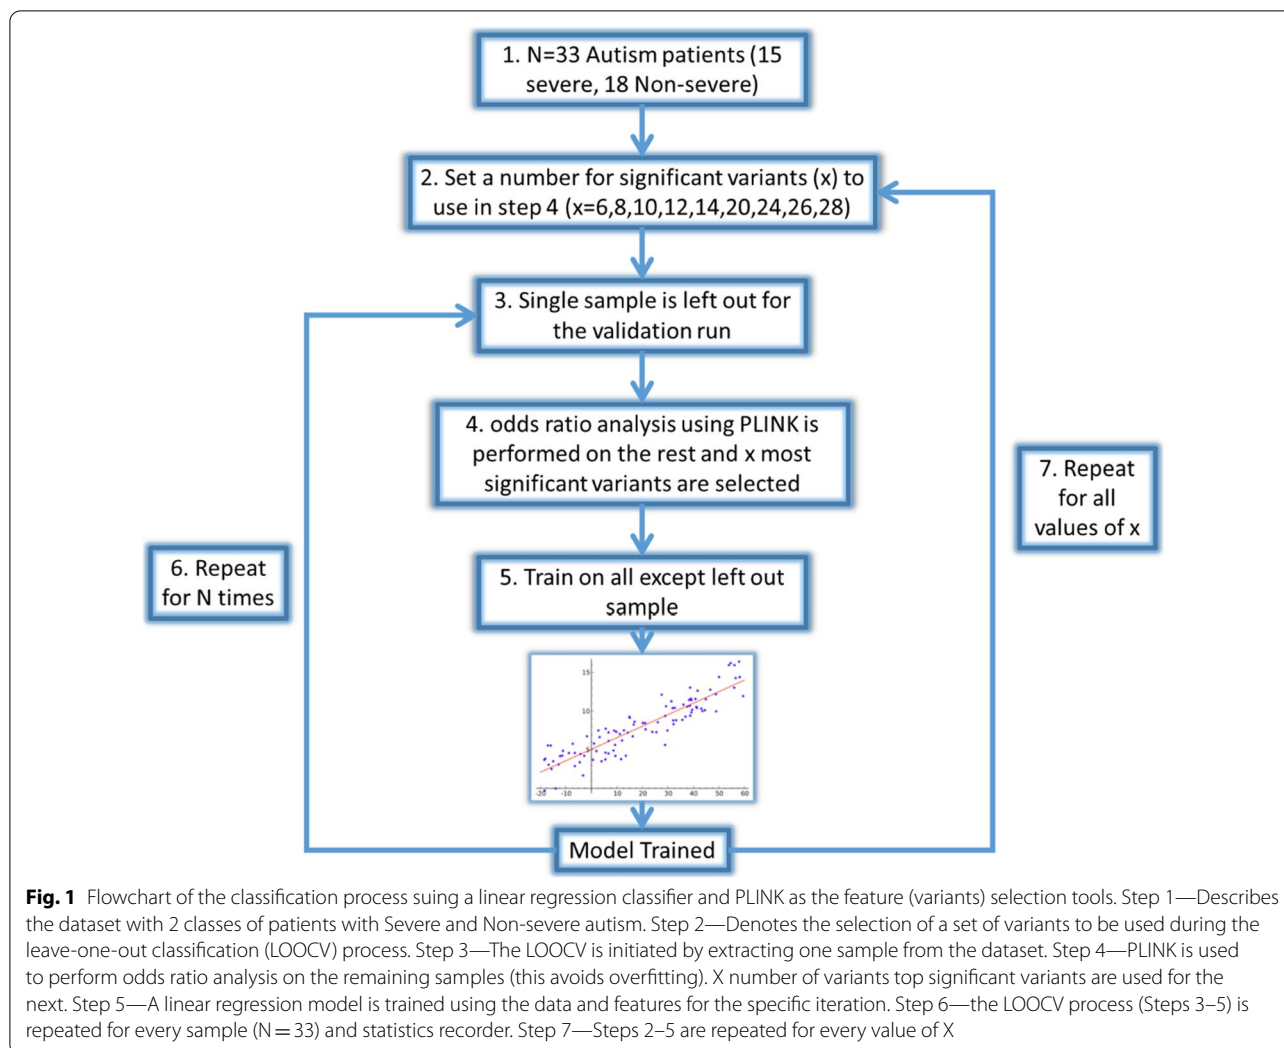 1. N=33 Autism patients (15
severe, 18 Non-severe)
2. Set a number for significant variants (x) to
use in step 4 (x=6,8,10,12,14,20,24,26,28)
3. Single sample is left out for
the validation run
4. odds ratio analysis using PLINK is
performed on the rest and x most
significant variants are selected
7. Repeat
for all
values of x
5. Train on all except left out
sample
6. Repeat
for N times
15
10
5
-20 -10 10 20 30 40 50 60
Model Trained
Fig. 1 Flowchart of the classification process suing a linear regression classifier and PLINK as the feature (variants) selection tools. Step 1—Describes
the dataset with 2 classes of patients with Severe and Non-severe autism. Step 2—Denotes the selection of a set of variants to be used during the
leave-one-out classification (LOOCV) process. Step 3—The LOOCV is initiated by extracting one sample from the dataset. Step 4—PLINK is used
to perform odds ratio analysis on the remaining samples (this avoids overfitting). X number of variants top significant variants are used for the
next. Step 5—A linear regression model is trained using the data and features for the specific iteration. Step 6—the LOOCV process (Steps 3–5) is
repeated for every sample (N = 33) and statistics recorder. Step 7—Steps 2–5 are repeated for every value of X